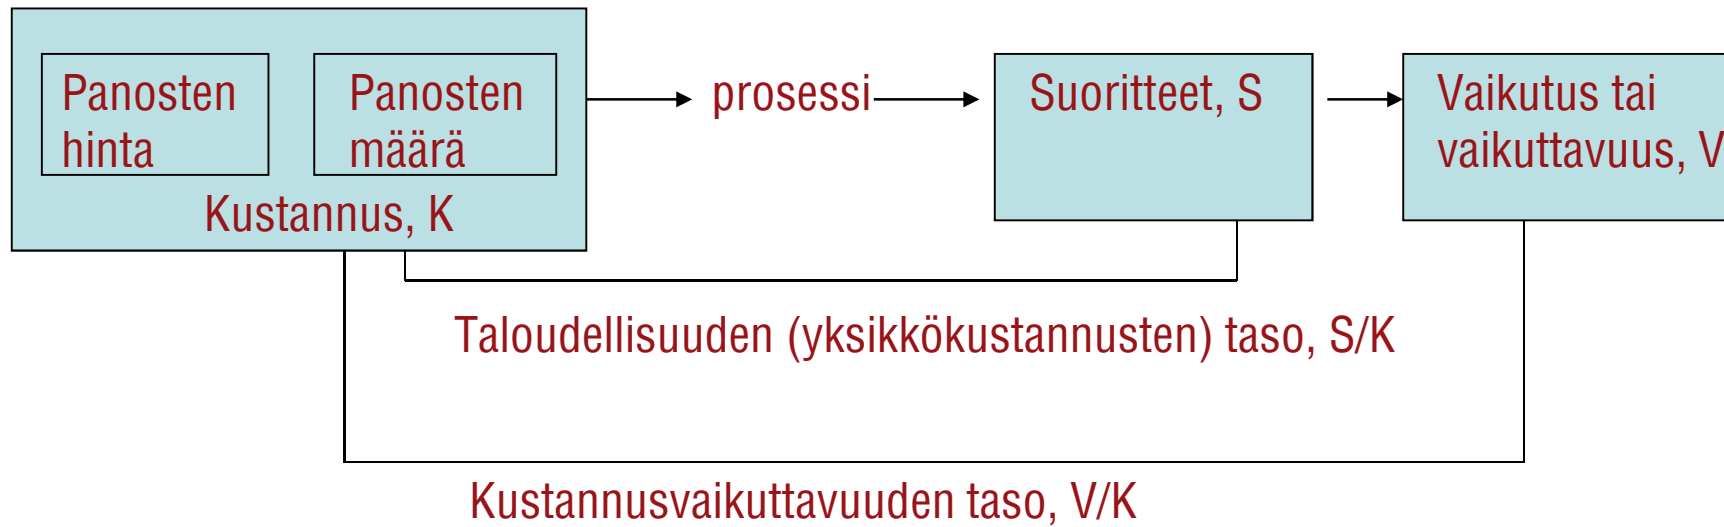 Panosten
hinta
Panosten
määrä
Kustannus, K
prosessi
Suoritteet, S
Vaikutus tai
vaikuttavuus, V
Taloudellisuuden (yksikkökustannusten) taso, S/K
Kustannusvaikuttavuuden taso, V/K